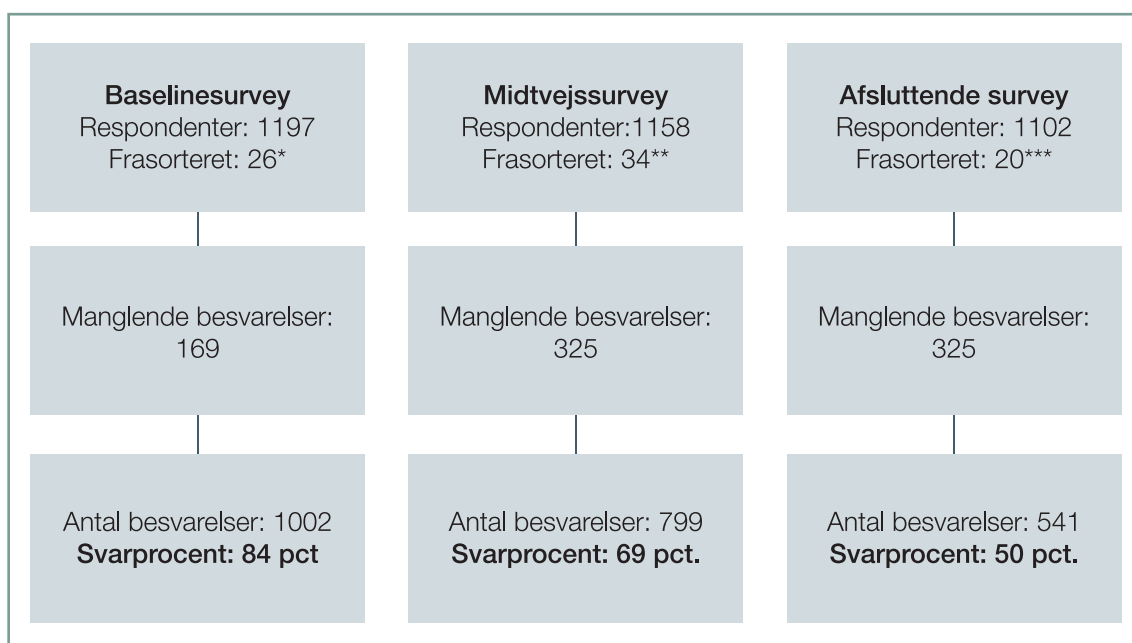 Baselinesurvey
Respondenter: 1197
Frasorteret: 26*
Manglende besvarelser:
169
Antal besvarelser: 1002
Svarprocent: 84 pct
Midtvejssurvey
Respondenter:1158
Frasorteret: 34**
Manglende besvarelser:
325
Antal besvarelser: 799
Svarprocent: 69 pct.
Afsluttende survey
Respondenter: 1102
Frasorteret: 20***
Manglende besvarelser:
325
Antal besvarelser: 541
Svarprocent: 50 pct.